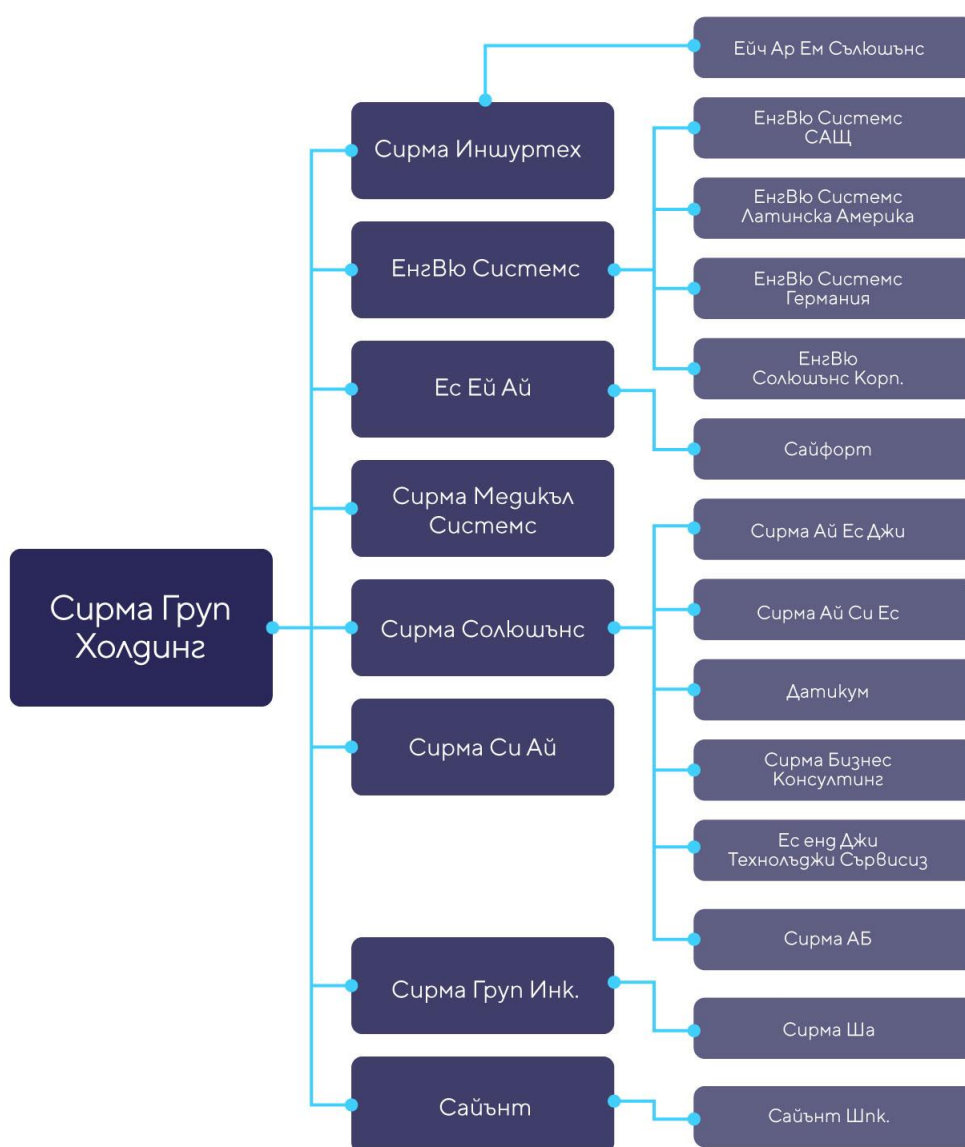 Ейч Ар Ем Сълюшънс
Сирма Иншуртех
ЕнгВю Системс
САЩ
ЕнгВю Системс
Латинска Америка
ЕнгВю Системс
ЕнгВю Системс
Германия
Ес Ей Ай
ЕнгВю
Солюшънс Корп.
Сайфорт
Сирма Медикъл
Системс
Сирма Груп
Холдинг
Сирма Солюшънс
Сирма Ай Ес Джи
Сирма Ай Си Ес
Датикум
Сирма Си Ай
Сирма Бизнес
Консултинг
Ес енд Джи
Технолъджи Сървисиз
Сирма АБ
Сирма Груп Инк.
Сирма Ша
Сайънт
Сайънт Шпк.